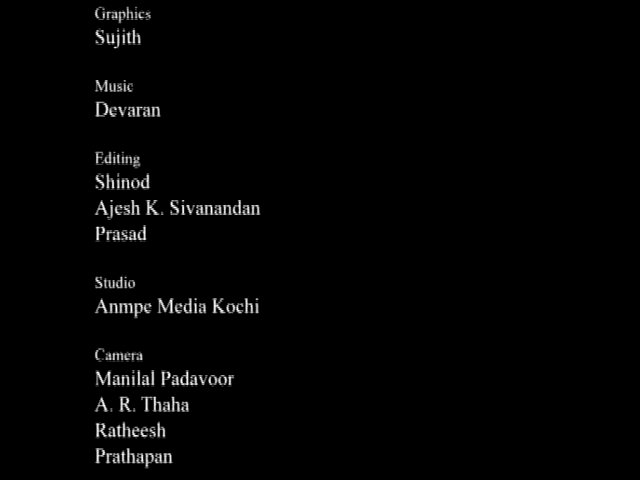 Graphics
Sujith
Music
Devaran
Editing
Shinod
Ajesh K. Sivanandan
Prasad
Studio
Anmpe Media Kochi
Camera
Manilal Padavoor
A. R. Thaha
Ratheesh
Prathapan